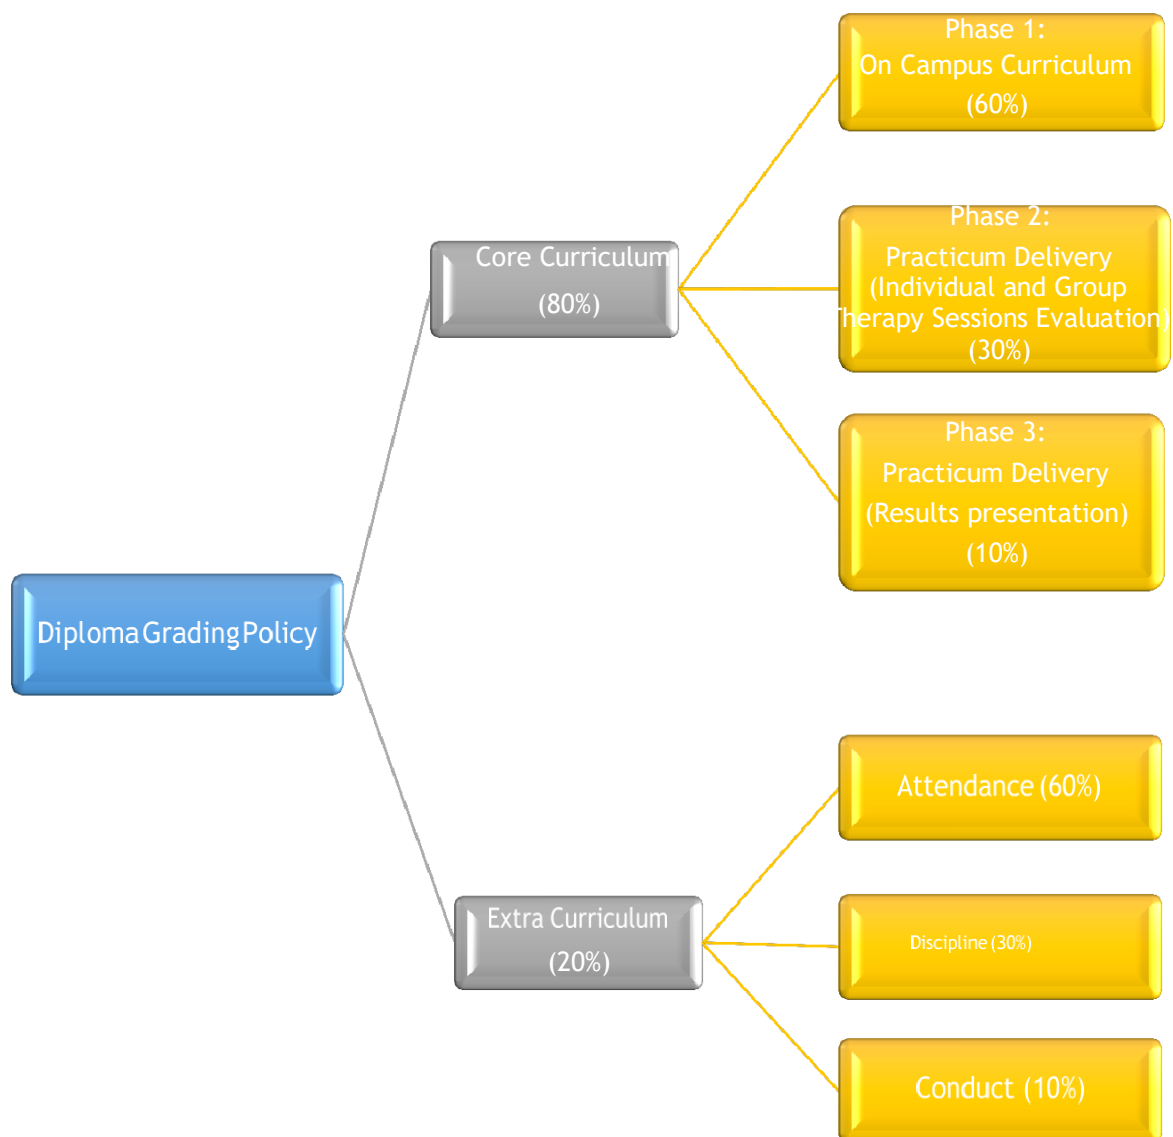 Phase 1:
On Campus Curriculum
(60%)
Phase 2:
Practicum Delivery
(Individual and Group
Therapy Sessions Evaluation)
(30%)
Phase 3:
Practicum Delivery
(Results presentation)
(10%)
Core Curriculum
(80%)
Diploma Grading Policy
Extra Curriculum
(20%)
Attendance (60%)
Discipline (30%)
Conduct (10%)